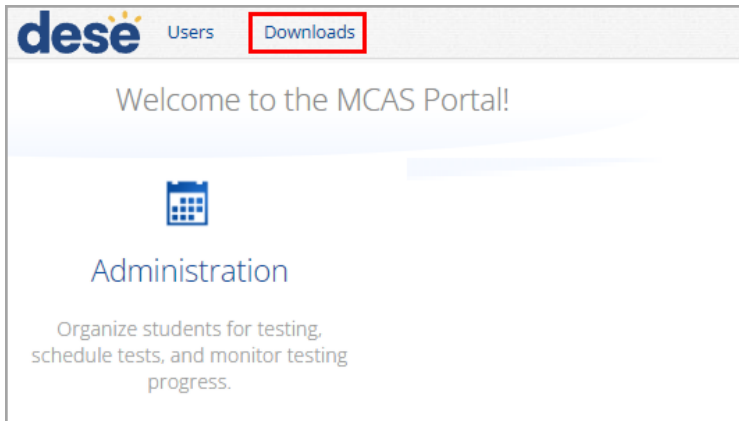 dese Users Downloads
Welcome to the MCAS Portal!
Administration
Organize students for testing,
schedule tests, and monitor testing
progress.